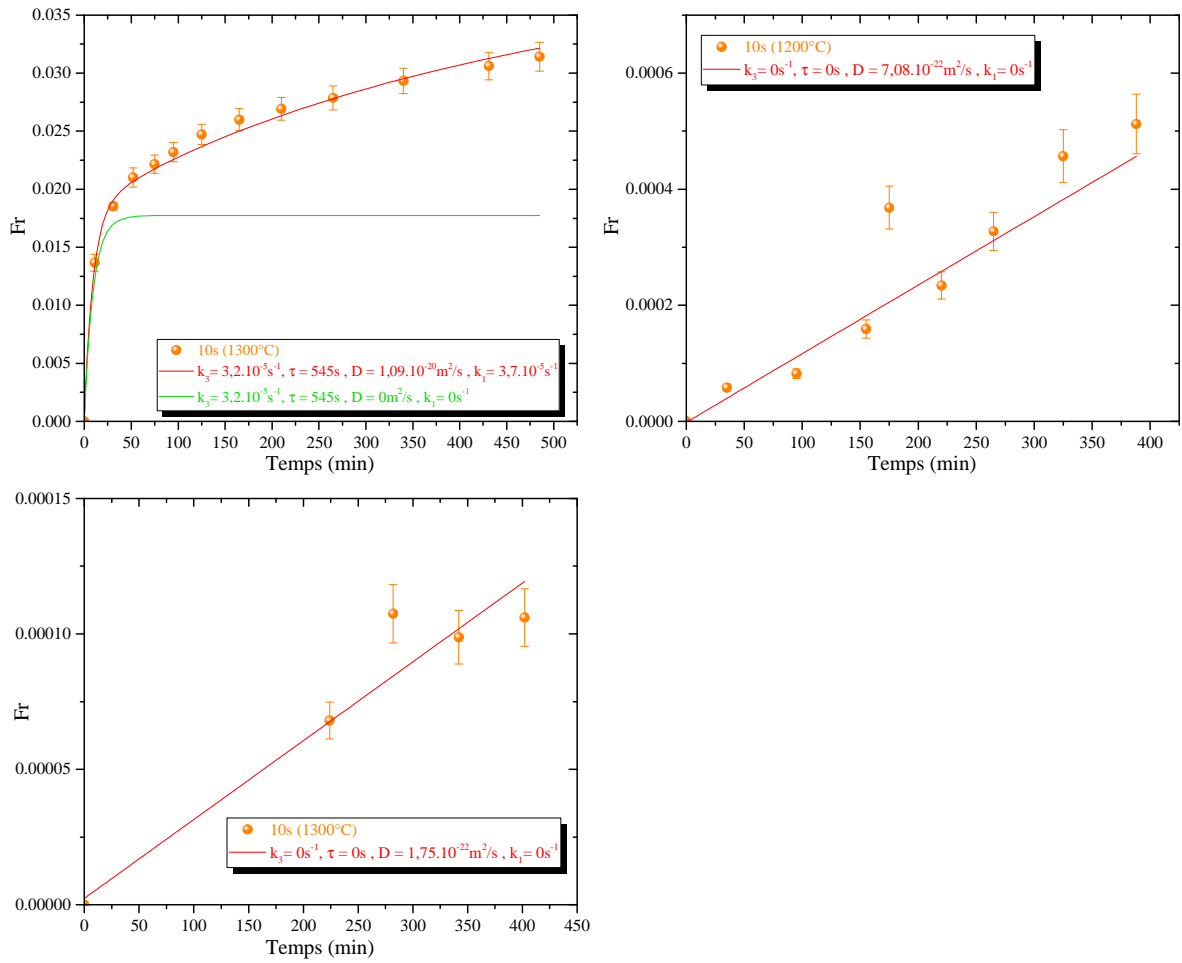 0.035
0.030
0.025
0.020
0.015
0.010
0.005
0.000
Fr
10s (1300°C)
k₃= 3,2.10⁻⁵s⁻¹, τ = 545s , D = 1,09.10⁻²⁰m²/s , k₁= 3,7.10⁻⁵s⁻¹
k₃= 3,2.10⁻⁵s⁻¹, τ = 545s , D = 0m²/s , k₁= 0s⁻¹
0 50 100 150 200 250 300 350 400 450 500
Temps (min)
10s (1200°C)
k₃= 0s⁻¹, τ = 0s , D = 7,08.10⁻²²m²/s , k₁= 0s⁻¹
0.0006
0.0004
0.0002
0.0000
Fr
0 50 100 150 200 250 300 350 400
Temps (min)
0.00015
0.00010
0.00005
0.00000
Fr
10s (1300°C)
k₃= 0s⁻¹, τ = 0s , D = 1,75.10⁻²²m²/s , k₁= 0s⁻¹
0 50 100 150 200 250 300 350 400 450
Temps (min)